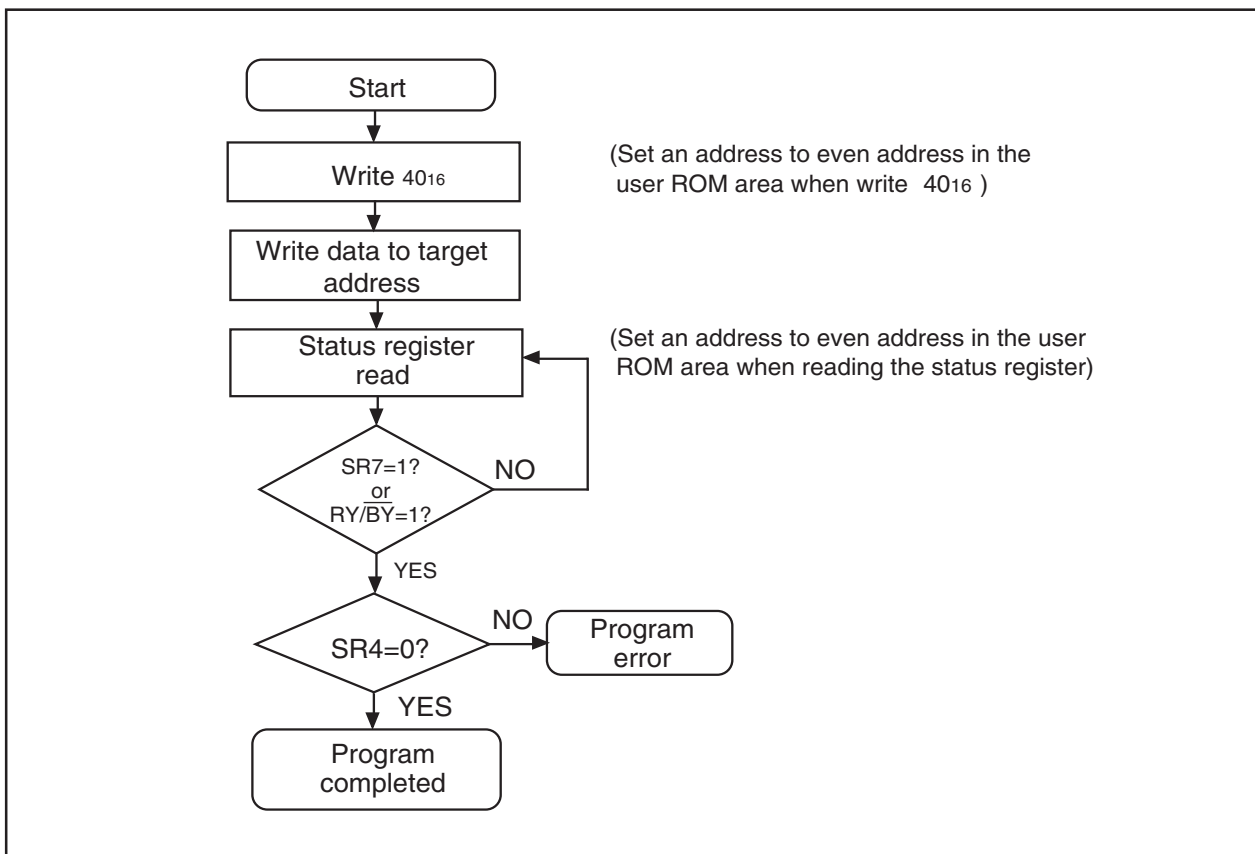 Start
Write 4016
(Set an address to even address in the
user ROM area when write 4016 )
Write data to target
address
Status register
read
(Set an address to even address in the user
ROM area when reading the status register)
SR7=1?
or
RY/BY=1?
NO
YES
SR4=0?
NO
Program
error
YES
Program
completed